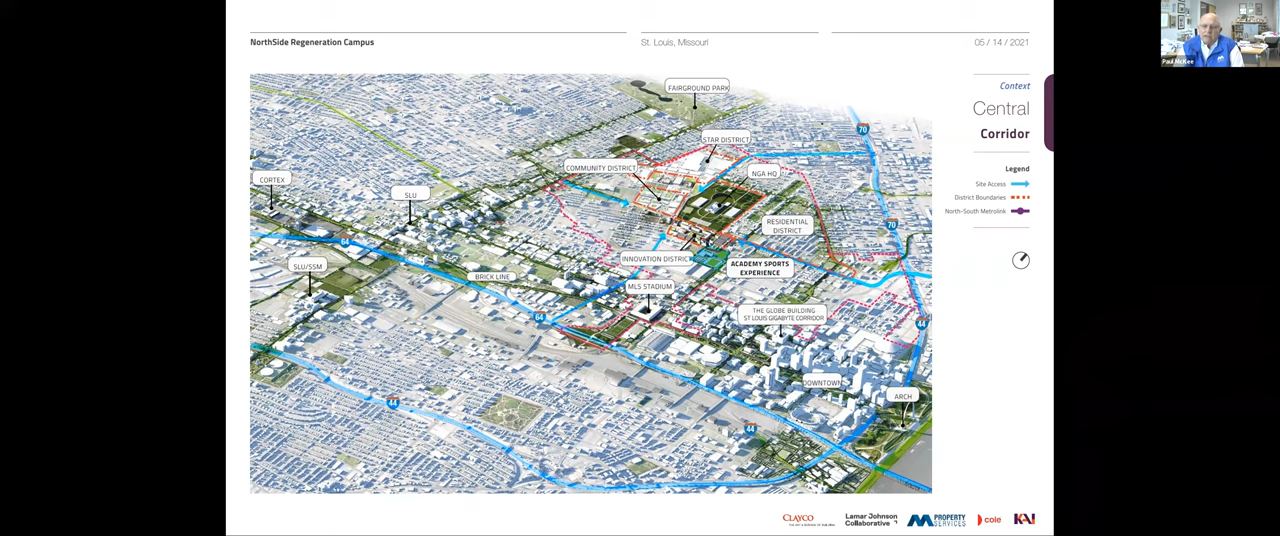 NorthSide Regeneration Campus
St. Louis, Missouri
05 / 14 / 2021
Paul McKee
Context
Central
Corridor
Legend
Site Access
District Boundaries
North-South Metrolink
FAIRGROUND PARK
70
STAR DISTRICT
COMMUNITY DISTRICT
NGA HQ
CORTEX
SLU
RESIDENTIAL
DISTRICT
70
64
INNOVATION DISTRICT
ACADEMY SPORTS
EXPERIENCE
SLU/SSM
BRICK LINE
MLS STADIUM
THE GLOBE BUILDING
ST LOUIS GIGABYTE CORRIDOR
64
44
DOWNTOWN
ARCH
44
44
CLAYCO
Lamar Johnson
Collaborative
PROPERTY
SERVICES
cole
KAI